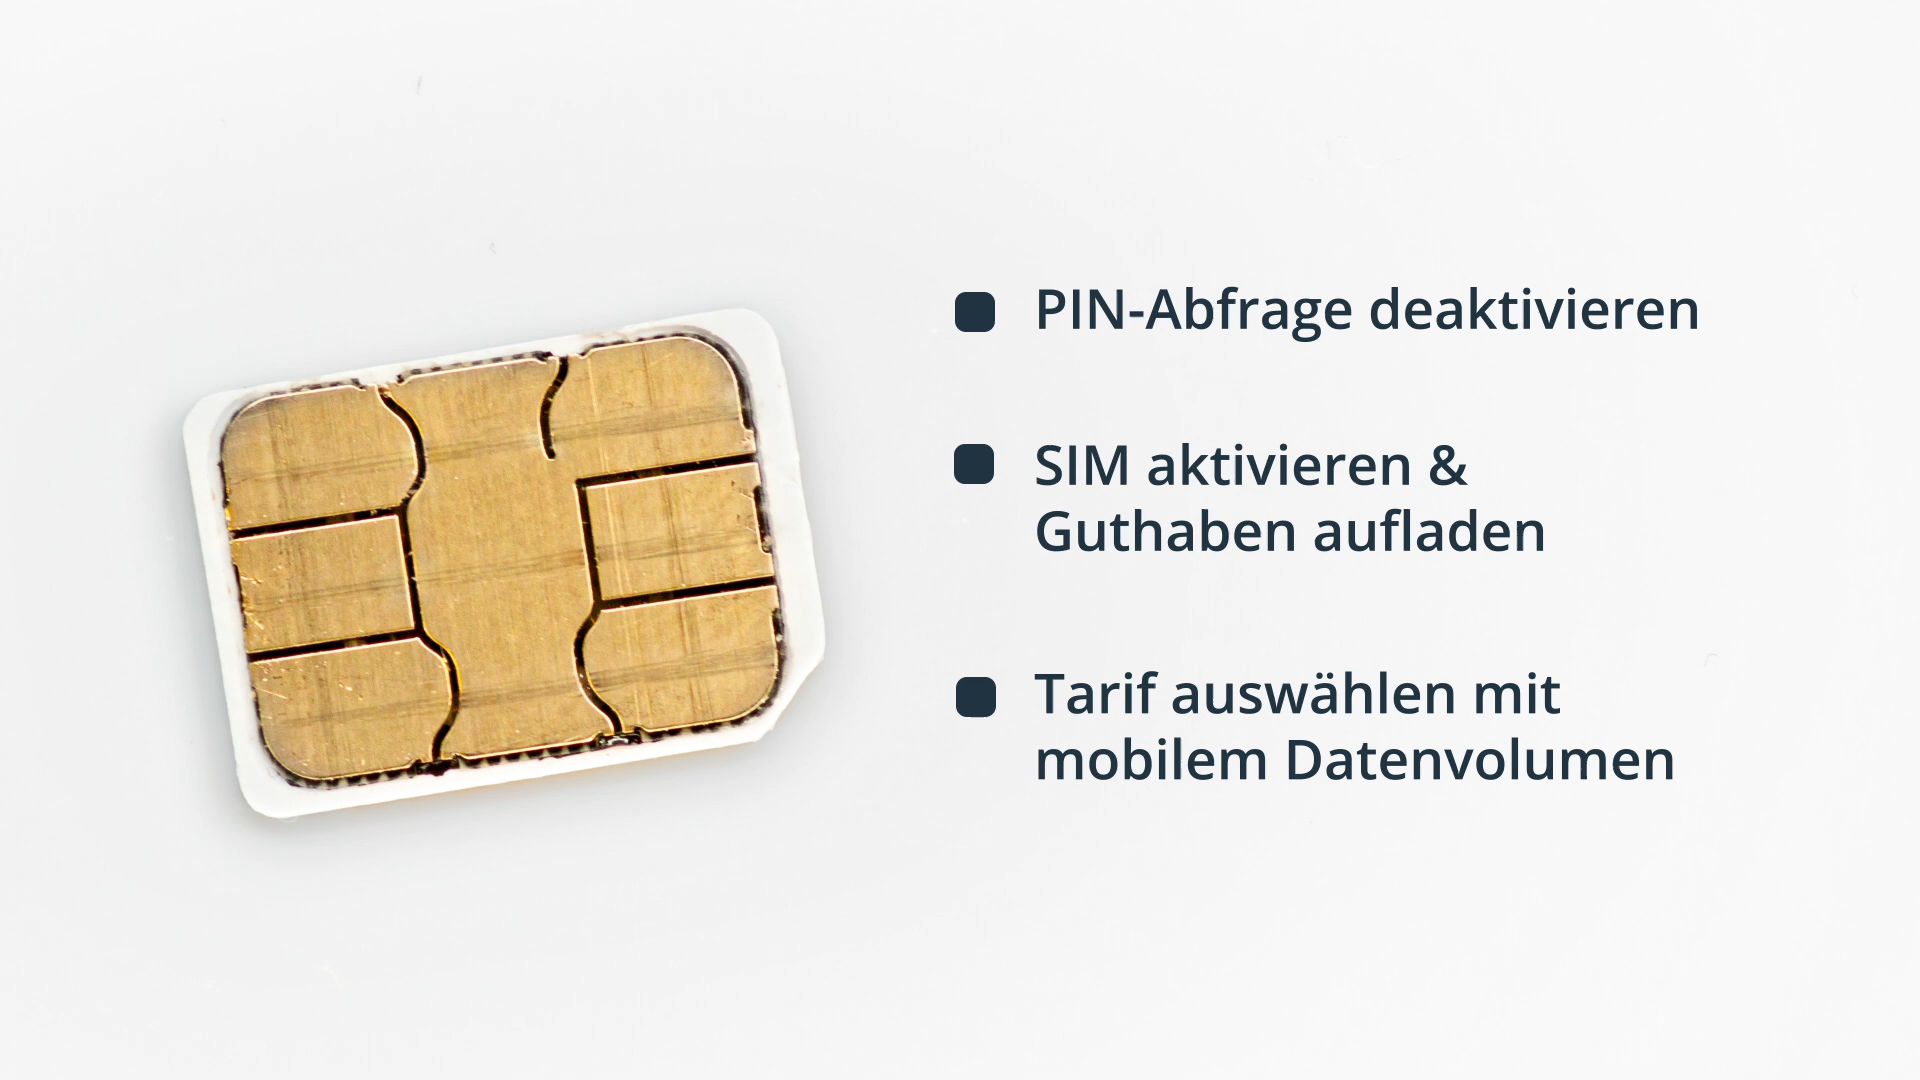 PIN-Abfrage deaktivieren
SIM aktivieren &
Guthaben aufladen
Tarif auswählen mit
mobilem Datenvolumen